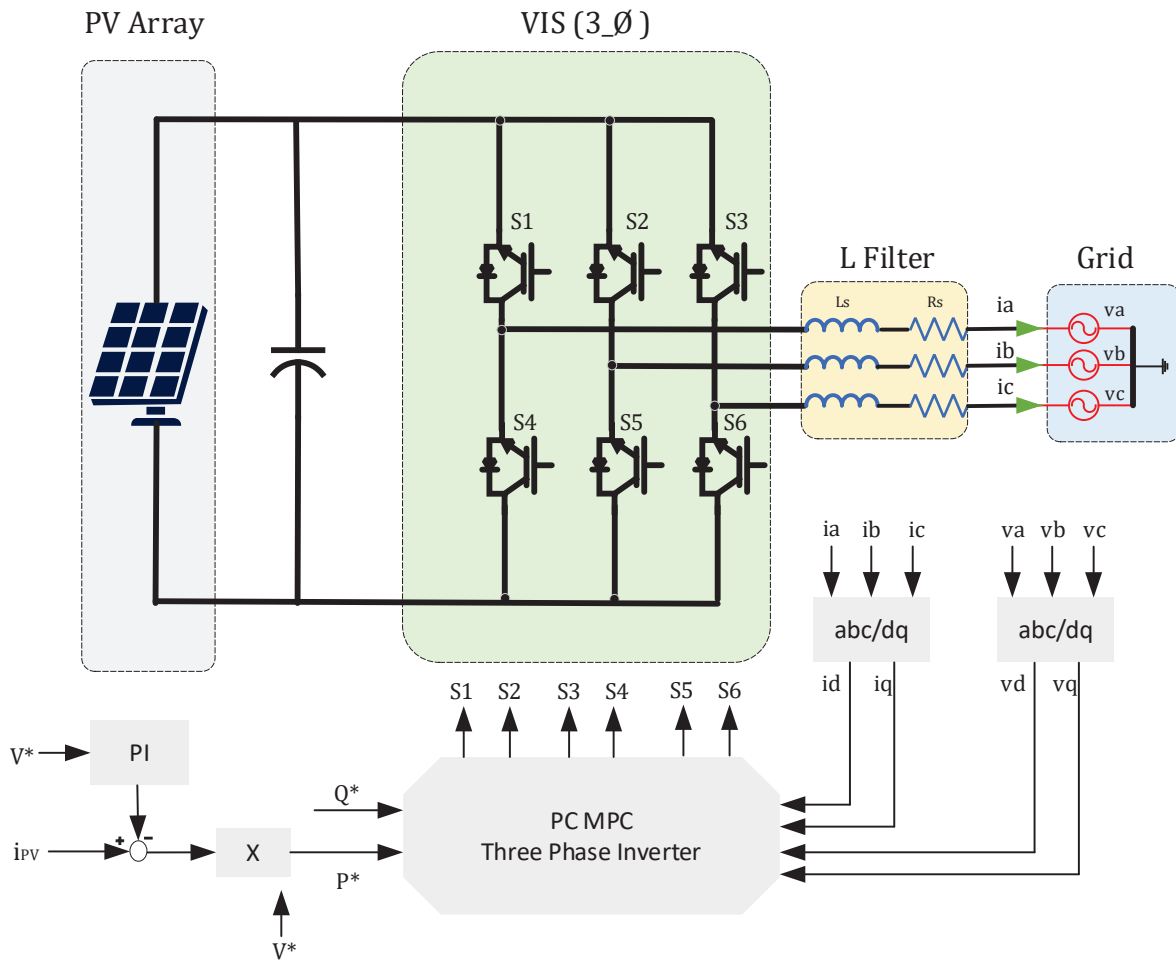 PV Array
VIS (3_Ø )
S1
S2
S3
L Filter
Grid
Ls
Rs
ia
va
ib
vb
ic
vc
S4
S5
S6
ia
ib
ic
va
vb
vc
abc/dq
abc/dq
id
iq
vd
vq
S1
S2
S3
S4
S5
S6
V*
PI
Q*
PC MPC
Three Phase Inverter
+
-
iPV
X
P*
V*